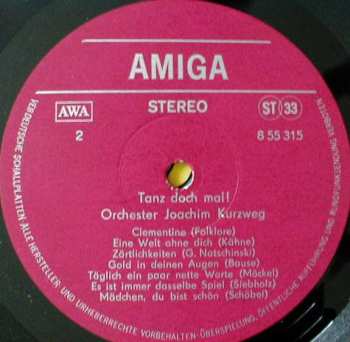 AMIGA
AWA
STEREO
ST 33
2
8 55 315
Tanz doch mal!
Orchester Joachim Kurzweg
Clementine (Folklore)
Eine Welt ohne dich (Kähne)
Zärtlichkeiten (G. Natschinski)
Gold in deinen Augen (Bause)
Täglich ein paar nette Worte (Möckel)
Es ist immer dasselbe Spiel (Siebholz)
Mädchen, du bist schön (Schöbel)
VEB DEUTSCHE SCHALLPLATTEN ALLE HERSTELLER- UND URHEBERRECHTE VORBEHALTEN-ÜBERSPIELUNG, ÖFFENTLICHE AUFFÜHRUNG UND RUNDFUNKSENDUNG VERBOTEN